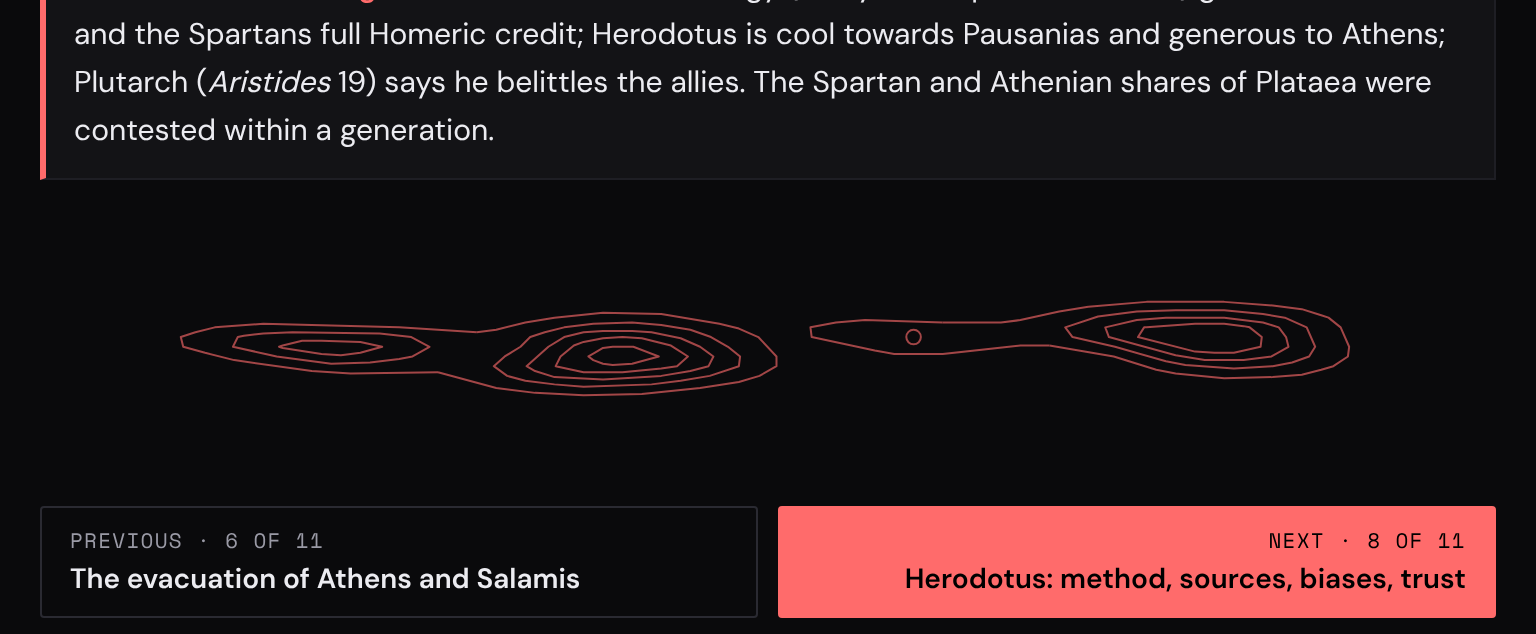 and the Spartans full Homeric credit; Herodotus is cool towards Pausanias and generous to Athens;
Plutarch (Aristides 19) says he belittles the allies. The Spartan and Athenian shares of Plataea were
contested within a generation.
PREVIOUS · 6 OF 11
The evacuation of Athens and Salamis
NEXT · 8 OF 11
Herodotus: method, sources, biases, trust